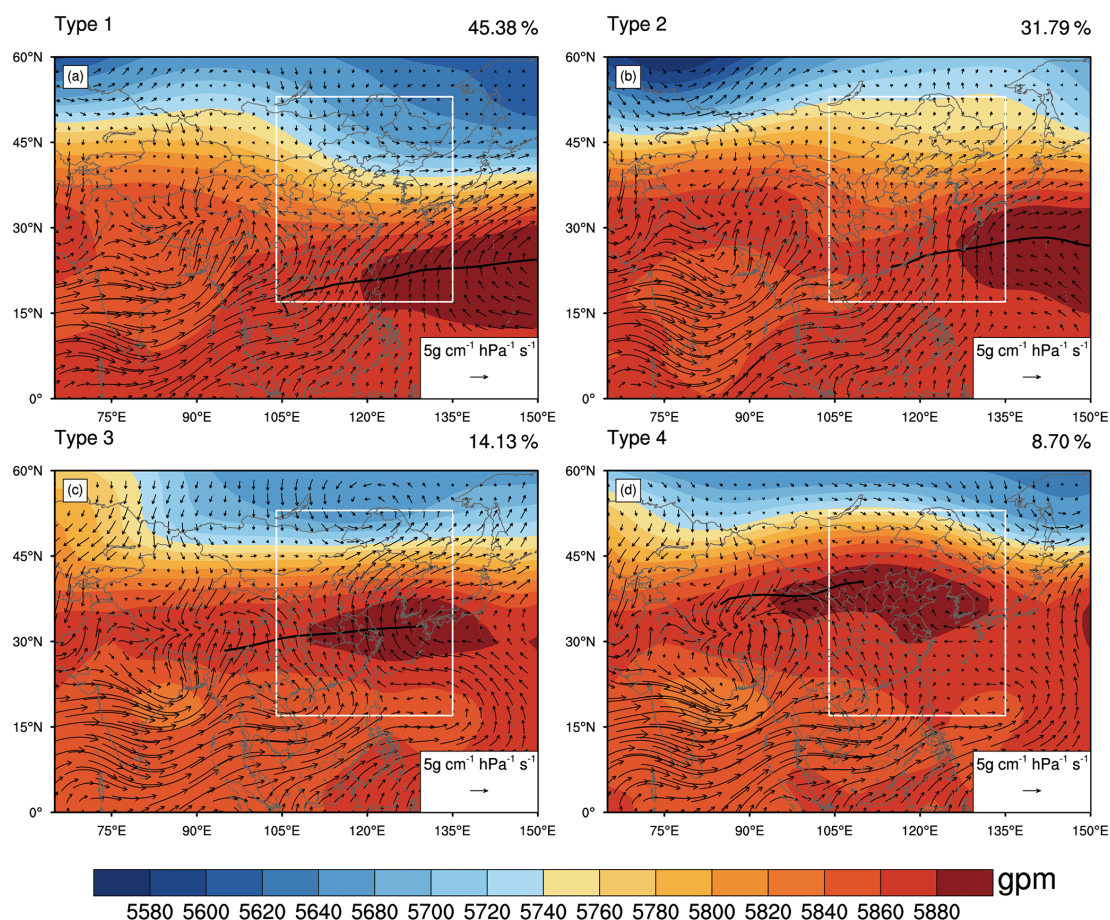 Type 1 45.38 % Type 2 31.79 %
60°N 60°N
(a) (b)
45°N 45°N
30°N 30°N
15°N 15°N
5g cm⁻¹ hPa⁻¹ s⁻¹ 5g cm⁻¹ hPa⁻¹ s⁻¹
0° 0°
75°E 90°E 105°E 120°E 135°E 150°E 75°E 90°E 105°E 120°E 135°E 150°E
Type 3 14.13 % Type 4 8.70 %
60°N 60°N
(c) (d)
45°N 45°N
30°N 30°N
15°N 15°N
5g cm⁻¹ hPa⁻¹ s⁻¹ 5g cm⁻¹ hPa⁻¹ s⁻¹
0° 0°
75°E 90°E 105°E 120°E 135°E 150°E 75°E 90°E 105°E 120°E 135°E 150°E
gpm
5580 5600 5620 5640 5680 5700 5720 5740 5760 5780 5800 5820 5840 5860 5880